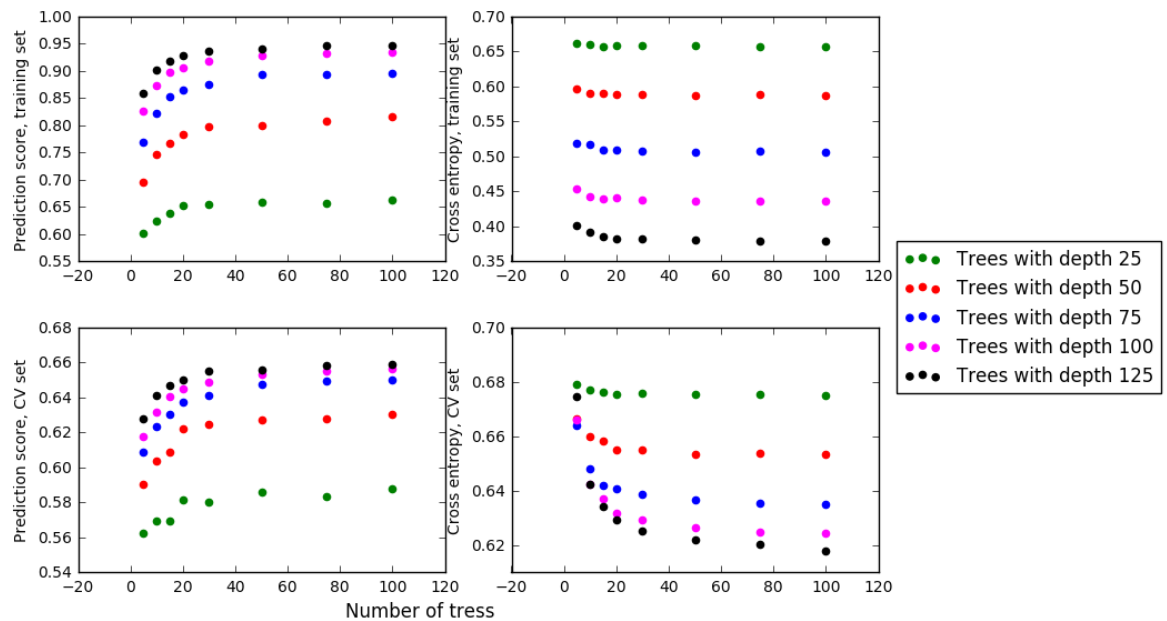 Prediction score, training set
1.00
0.95
0.90
0.85
0.80
0.75
0.70
0.65
0.60
0.55
−20 0 20 40 60 80 100 120
Cross entropy, training set
0.70
0.65
0.60
0.55
0.50
0.45
0.40
0.35
−20 0 20 40 60 80 100 120
Trees with depth 25
Trees with depth 50
Trees with depth 75
Trees with depth 100
Trees with depth 125
Prediction score, CV set
0.68
0.66
0.64
0.62
0.60
0.58
0.56
0.54
−20 0 20 40 60 80 100 120
Cross entropy, CV set
0.70
0.68
0.66
0.64
0.62
−20 0 20 40 60 80 100 120
Number of tress